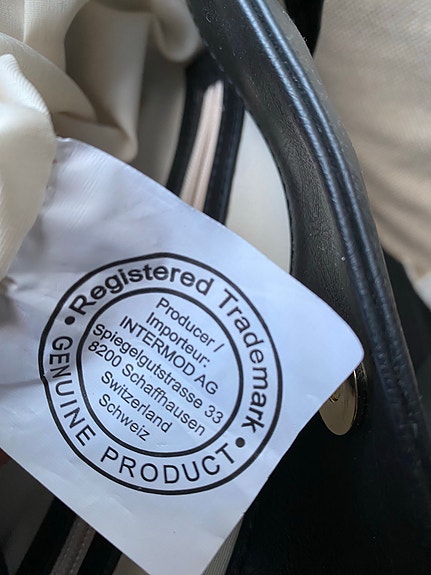 • Registered Trademark •
GENUINE PRODUCT
Producer /
Importeur:
INTERMOD AG
Spiegelgutstrasse 33
8200 Schaffhausen
Switzerland
Schweiz